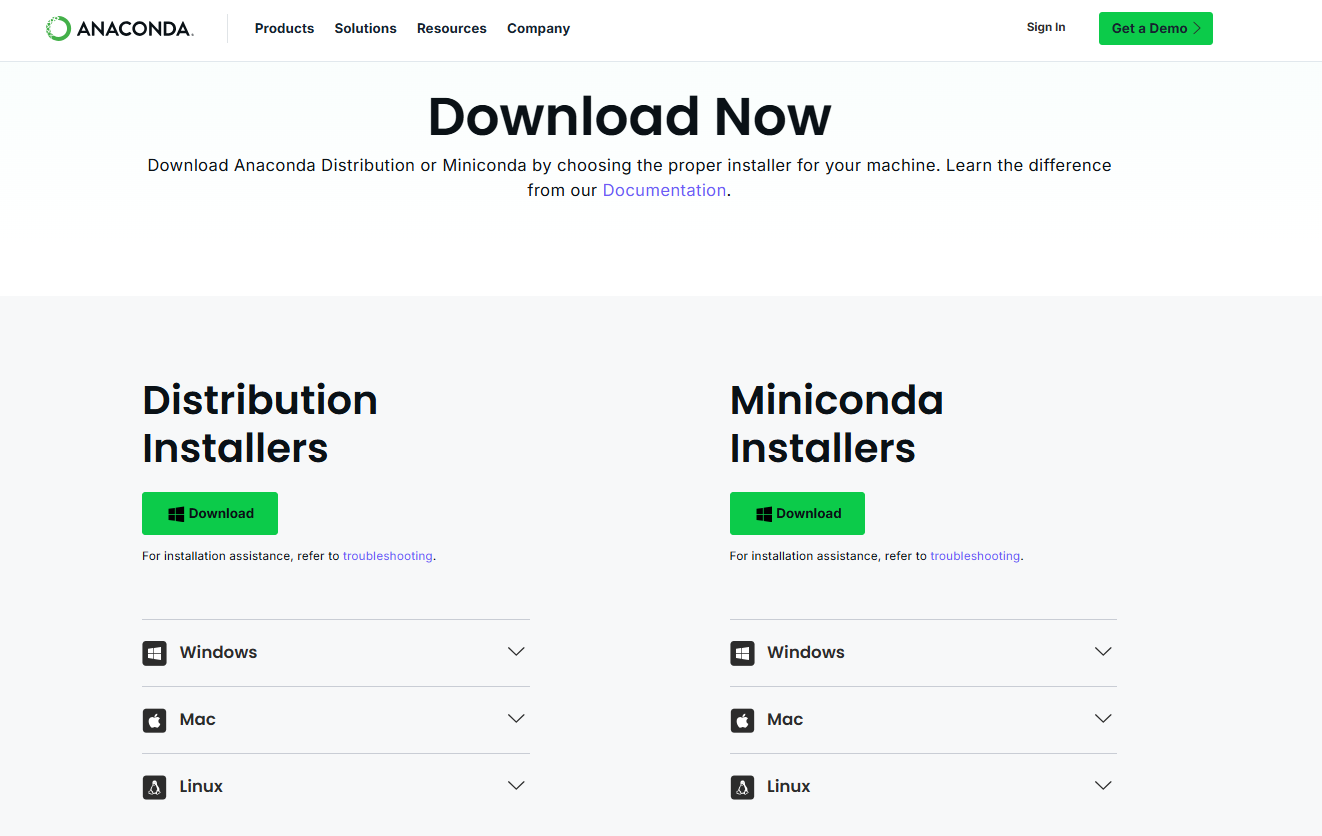 ANACONDA.
Products Solutions Resources Company
Sign In
Get a Demo
Download Now
Download Anaconda Distribution or Miniconda by choosing the proper installer for your machine. Learn the difference
from our Documentation.
Distribution
Installers
Download
For installation assistance, refer to troubleshooting.
Windows
Mac
Linux
Miniconda
Installers
Download
For installation assistance, refer to troubleshooting.
Windows
Mac
Linux